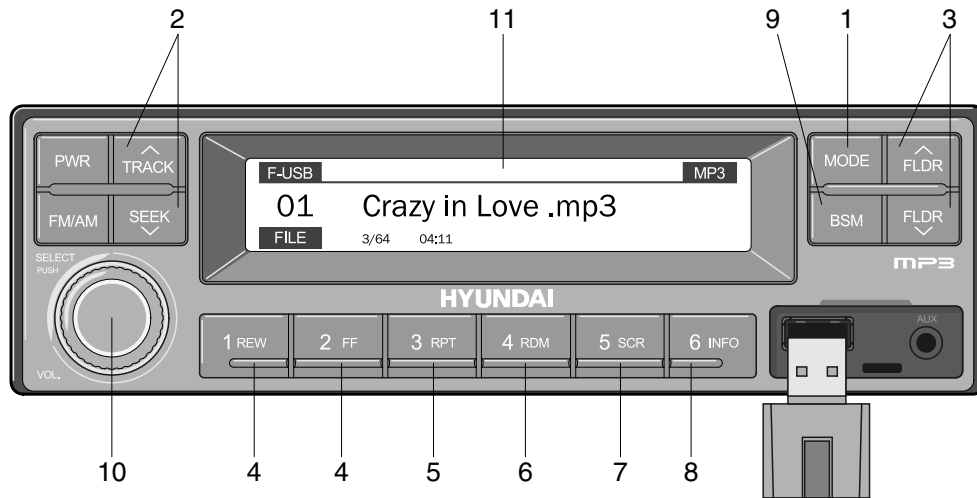 2
11
9
1
3
PWR
TRACK
FM/AM
SEEK
F-USB
MP3
01 Crazy in Love .mp3
FILE 3/64 04:11
MODE
FLDR
BSM
FLDR
MP3
SELECT
PUSH
VOL.
HYUNDAI
1 REW
2 FF
3 RPT
4 RDM
5 SCR
6 INFO
AUX
10
4
4
5
6
7
8